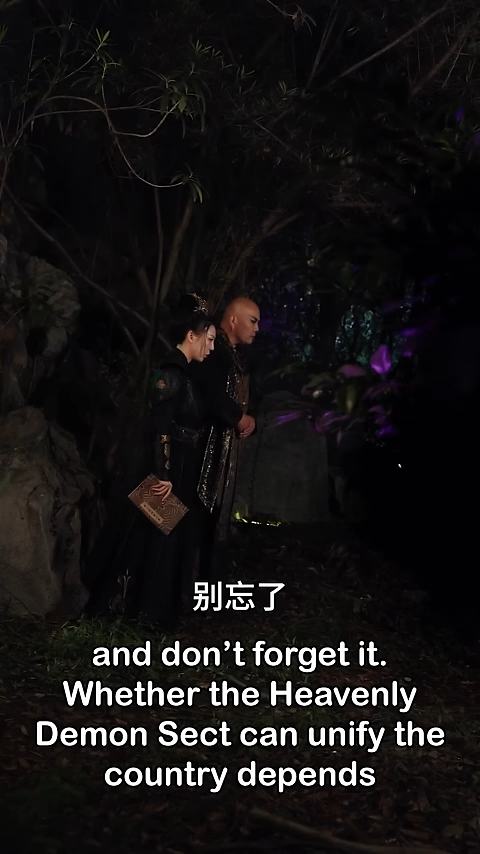 别忘了
and don’t forget it.
Whether the Heavenly
Demon Sect can unify the
country depends